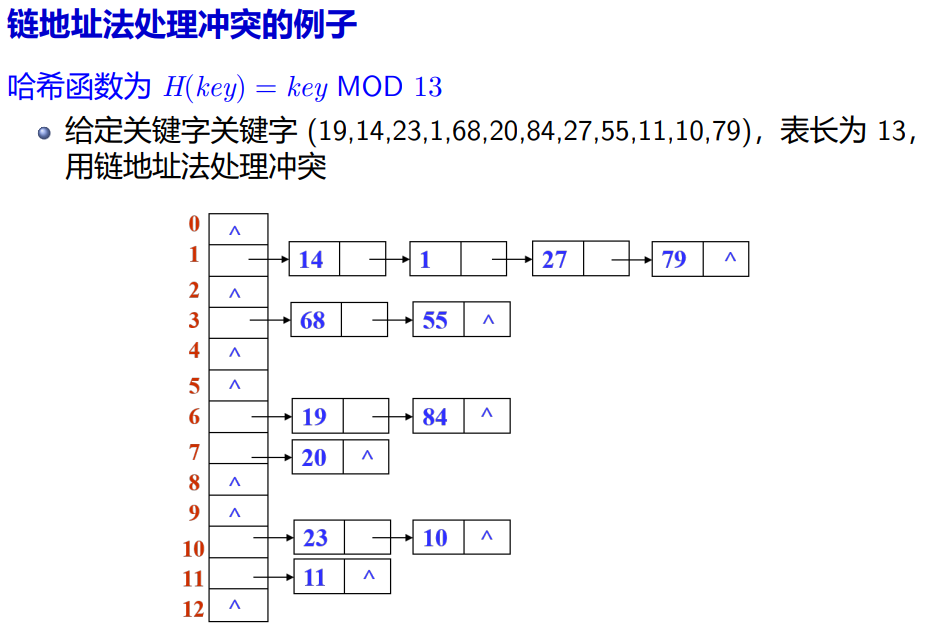 链地址法处理冲突的例子
哈希函数为 H(key) = key MOD 13
给定关键字关键字 (19,14,23,1,68,20,84,27,55,11,10,79)，表长为 13，
用链地址法处理冲突
0 ^
1 14 1 27 79 ^
2 ^
3 68 55 ^
4 ^
5 ^
6 19 84 ^
7 20 ^
8 ^
9 ^
10 23 10 ^
11 11 ^
12 ^